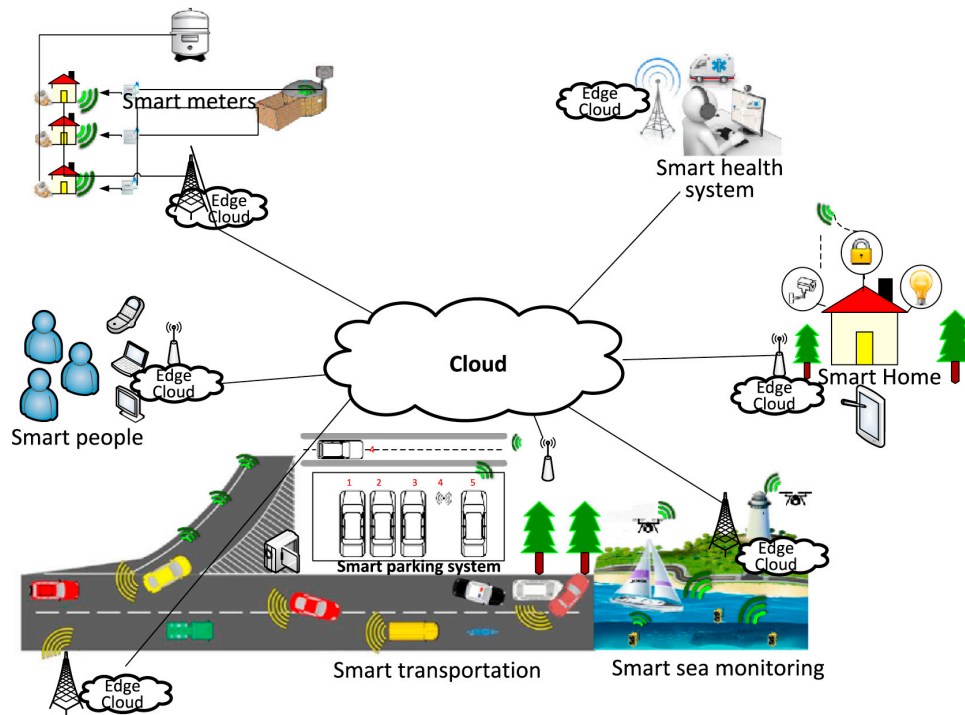 Smart meters
Edge
Cloud
Edge
Cloud
Smart health
system
Cloud
Edge
Cloud
Smart people
Edge
Cloud
Smart Home
4
1 2 3 4 5
Smart parking system
Edge
Cloud
Smart transportation
Smart sea monitoring
Edge
Cloud